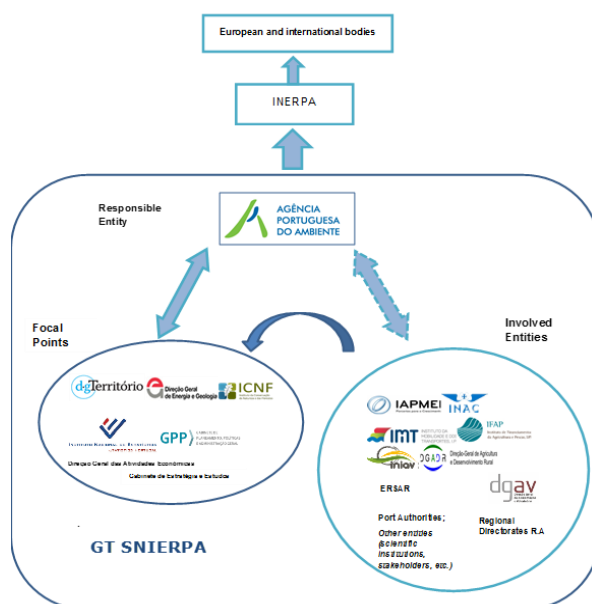 European and international bodies
INERPA
Responsible
Entity
AGÊNCIA
PORTUGUESA
DO AMBIENTE
Focal
Points
Involved
Entities
dgTerritório
Direção Geral
de Energia e Geologia
ICNF
GPP
Direção Geral das Atividades Económicas
Gabinete de Estratégia e Estudos
IAPMEI
INAC
IMT
IFAP
iniav
DGADR
Direção-Geral de Agricultura
e Desenvolvimento Rural
ERSAR
dgav
Port Authorities;
Other entities
(scientific
institutions,
stakeholders, etc.)
Regional
Directorates R.A
GT SNIERPA